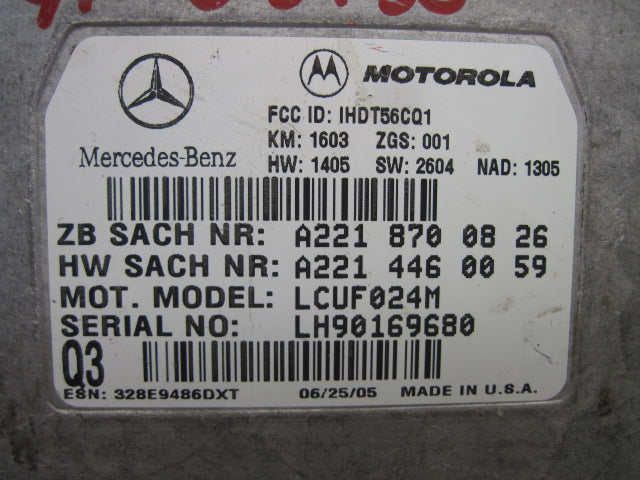 MOTOROLA
FCC ID: IHDT56CQ1
KM: 1603 ZGS: 001
Mercedes-Benz
HW: 1405 SW: 2604 NAD: 1305
ZB SACH NR: A221 870 08 26
HW SACH NR: A221 446 00 59
MOT. MODEL: LCUF024M
SERIAL NO: LH90169680
Q3
ESN: 328E9486DXT 06/25/05 MADE IN U.S.A.